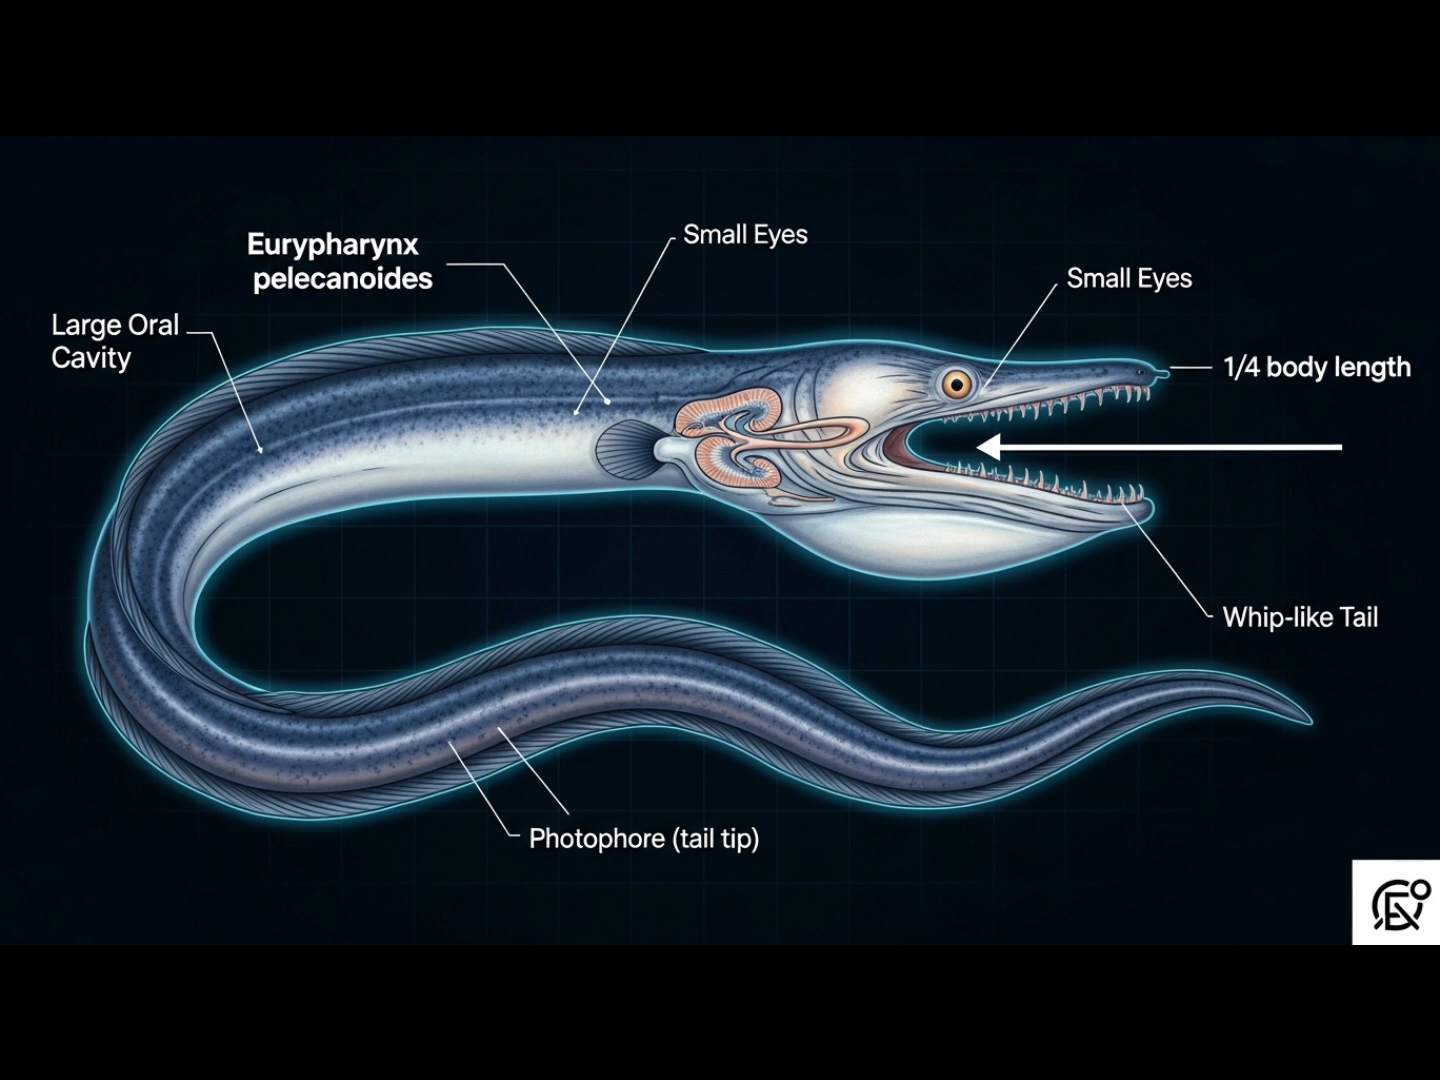 Small Eyes
Eurypharynx
pelecanoides
Small Eyes
Large Oral
Cavity
1/4 body length
Whip-like Tail
Photophore (tail tip)